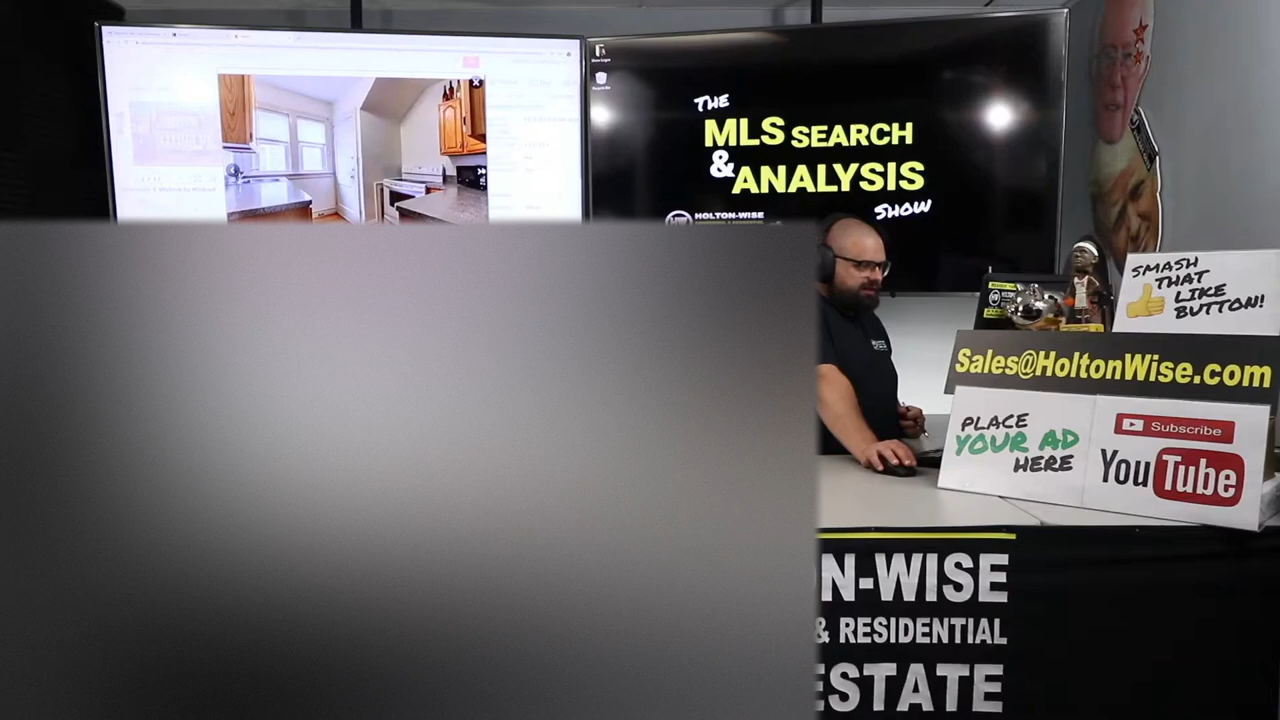 THE
MLS SEARCH
& ANALYSIS
SHOW
HOLTON-WISE
SMASH
THAT
LIKE
BUTTON!
Sales@HoltonWise.com
PLACE
YOUR AD
HERE
Subscribe
YouTube
N-WISE
& RESIDENTIAL
ESTATE